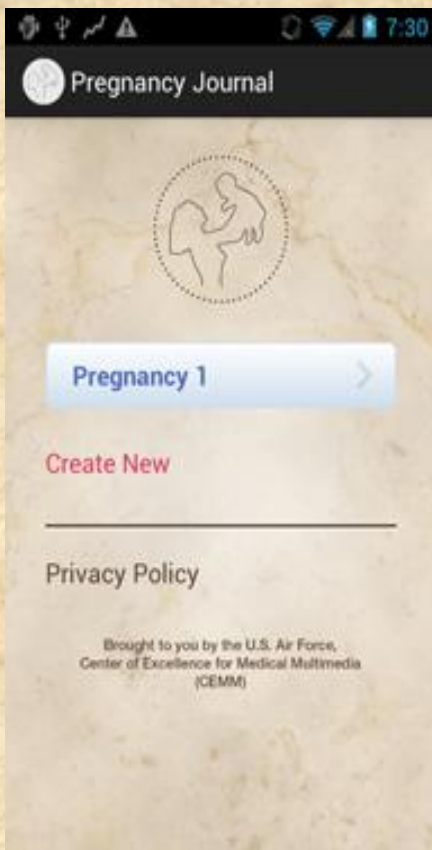 7:30
Pregnancy Journal
Pregnancy 1
Create New
Privacy Policy
Brought to you by the U.S. Air Force,
Center of Excellence for Medical Multimedia
(CEMM)